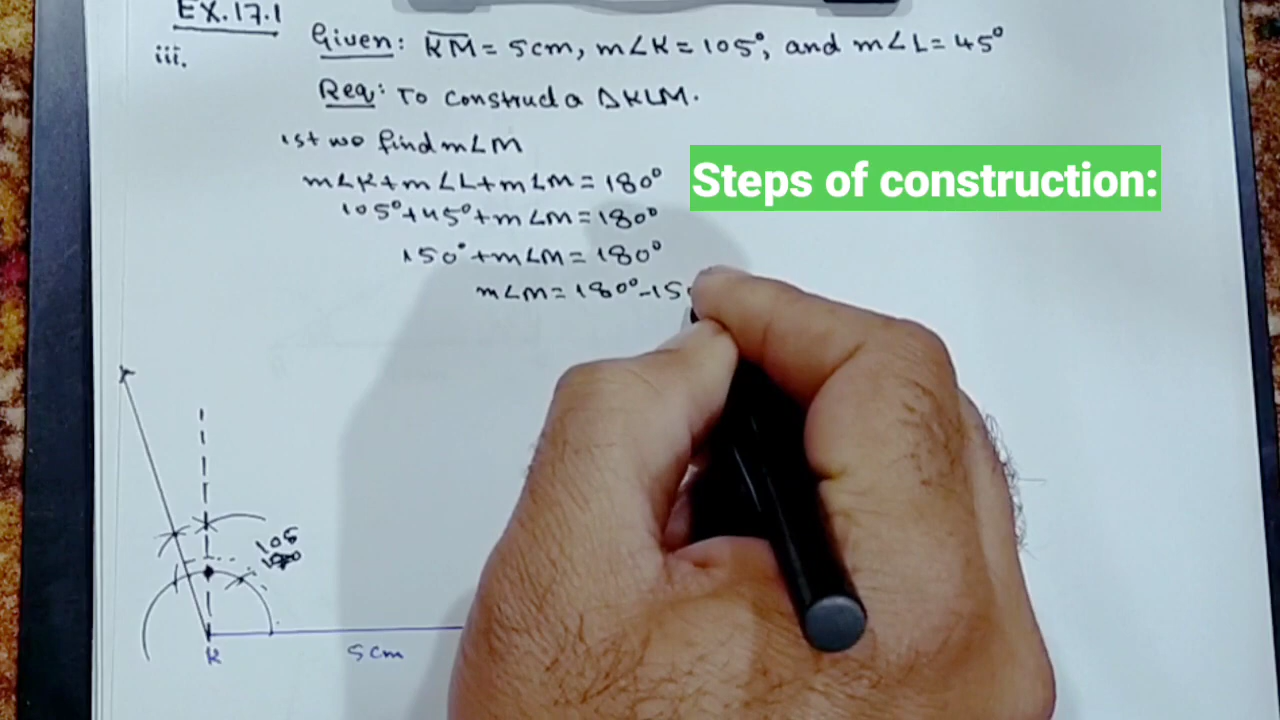 EX.17.1
iii.
Given: KM = 5cm, m∠K = 105°, and m∠L = 45°
Req: To construct a ΔKLM.
1st we find m∠M
m∠K+m∠L+m∠M = 180°
105°+45°+m∠M = 180°
150°+m∠M = 180°
m∠M = 180°-15
Steps of construction:
105
K
5cm